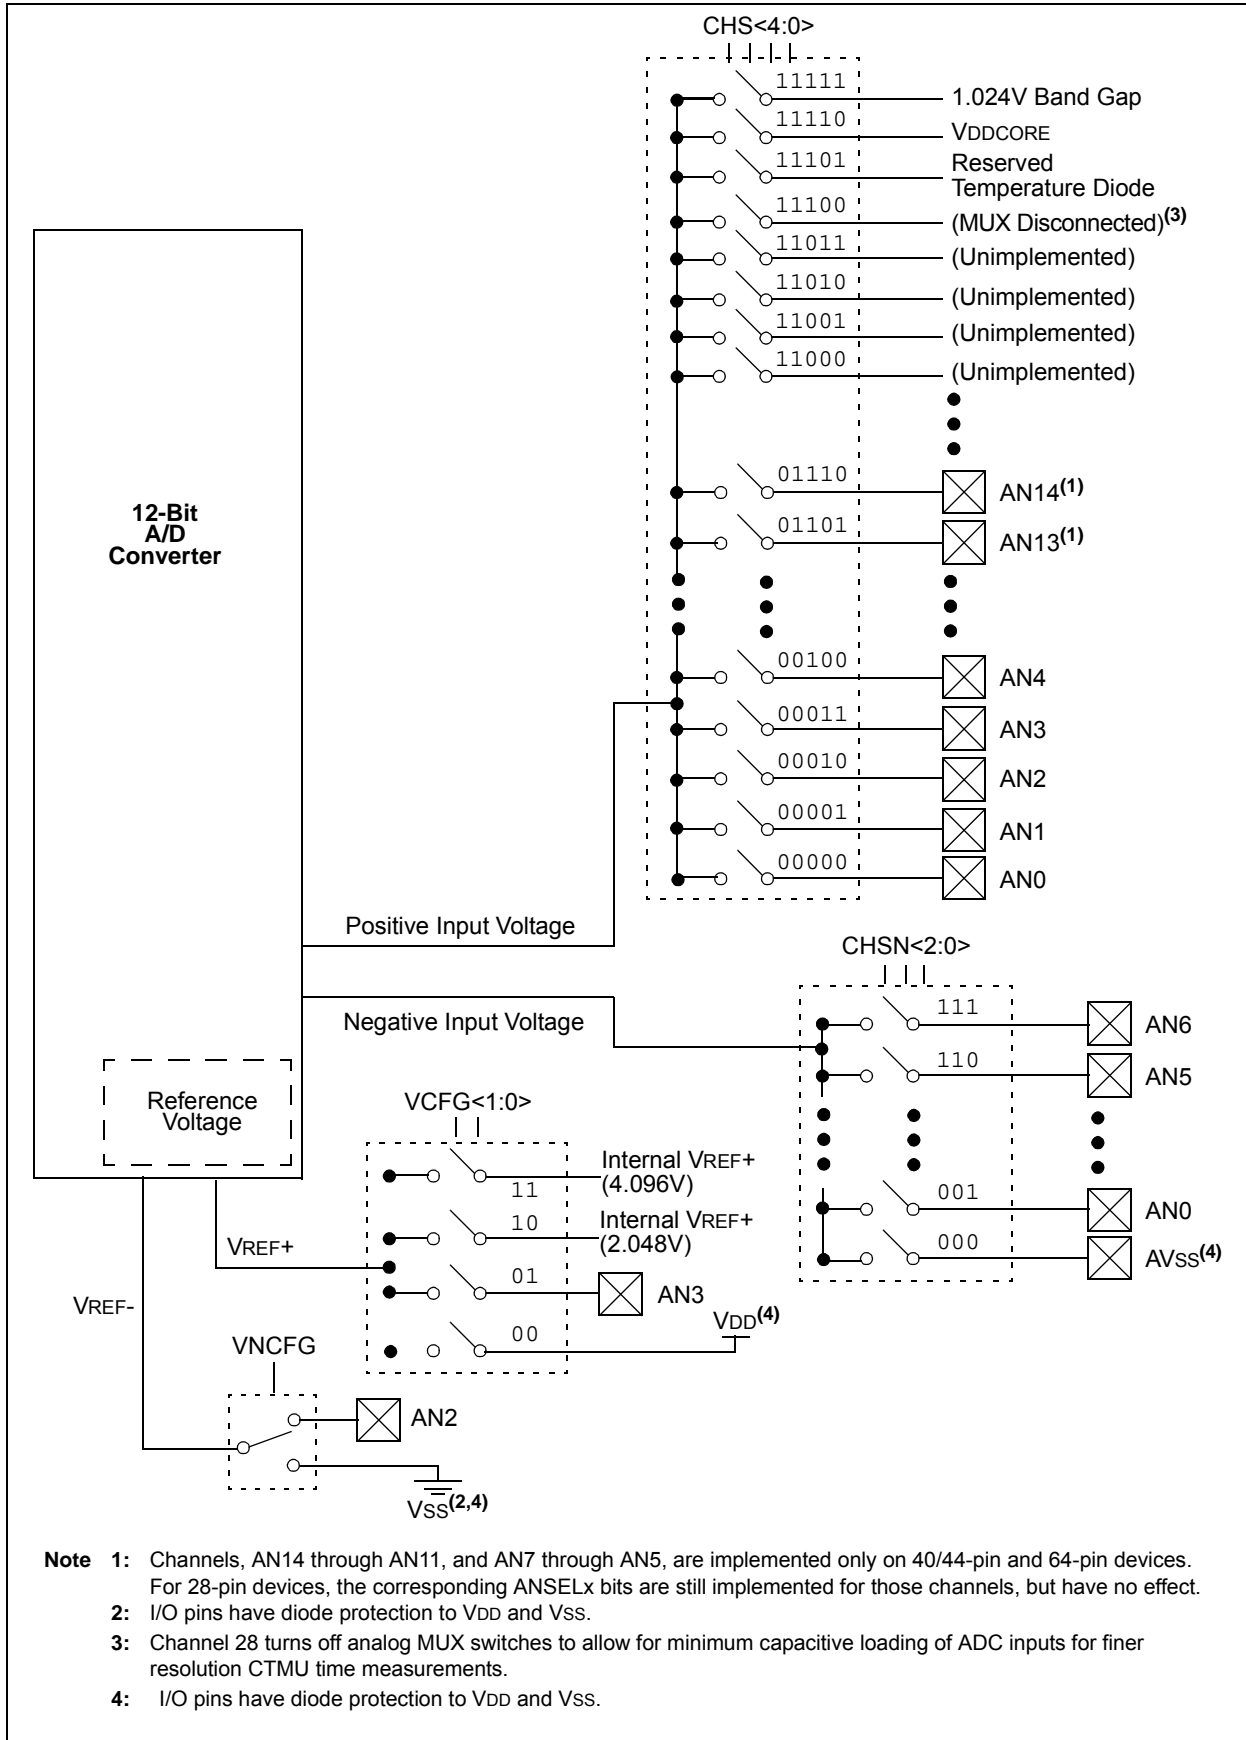 CHS<4:0>
11111
1.024V Band Gap
11110
VDDCORE
11101
Reserved
Temperature Diode
11100
(MUX Disconnected)(3)
11011
(Unimplemented)
11010
(Unimplemented)
11001
(Unimplemented)
11000
(Unimplemented)
01110
AN14(1)
01101
AN13(1)
12-Bit
A/D
Converter
00100
AN4
00011
AN3
00010
AN2
00001
AN1
00000
AN0
Positive Input Voltage
CHSN<2:0>
Negative Input Voltage
111
AN6
110
AN5
Reference
Voltage
VCFG<1:0>
11
Internal VREF+
(4.096V)
10
Internal VREF+
(2.048V)
001
AN0
000
AVSS(4)
VREF+
01
AN3
VREF-
00
VDD(4)
VNCFG
AN2
VSS(2,4)
Note 1: Channels, AN14 through AN11, and AN7 through AN5, are implemented only on 40/44-pin and 64-pin devices.
For 28-pin devices, the corresponding ANSELx bits are still implemented for those channels, but have no effect.
2: I/O pins have diode protection to VDD and VSS.
3: Channel 28 turns off analog MUX switches to allow for minimum capacitive loading of ADC inputs for finer
resolution CTMU time measurements.
4: I/O pins have diode protection to VDD and VSS.